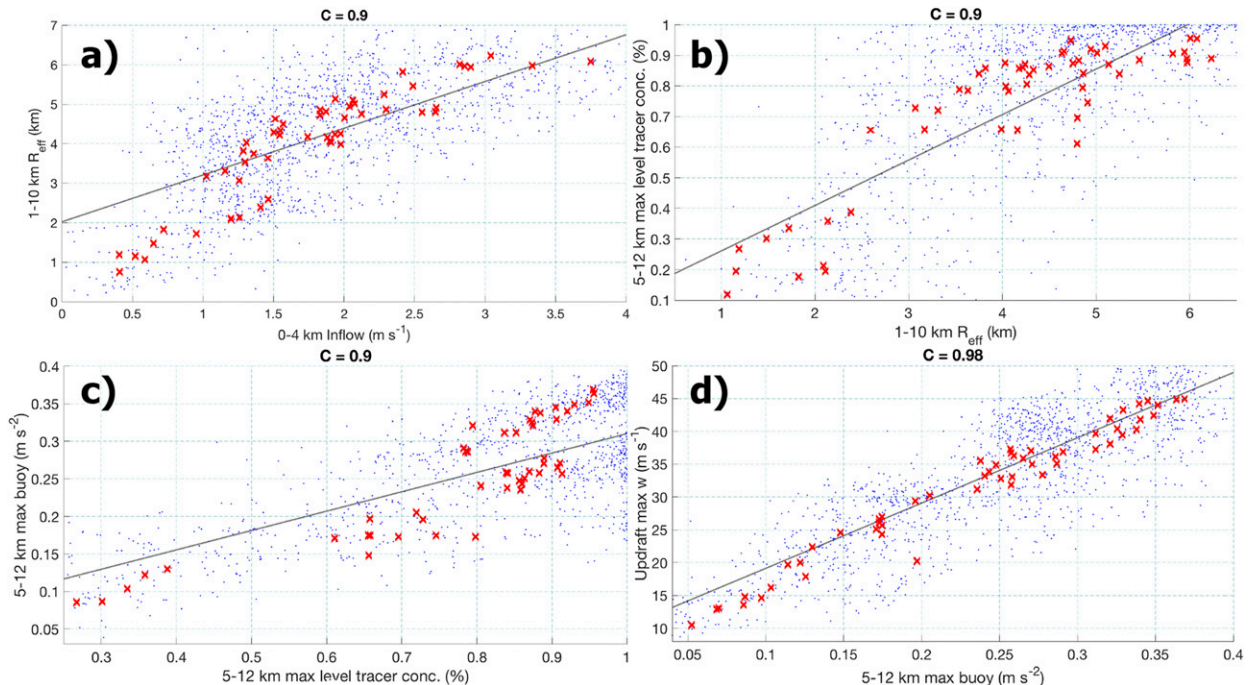 C = 0.9
a)
7
6
5
4
3
2
1
0
1-10 km R_eff (km)
0 0.5 1 1.5 2 2.5 3 3.5 4
0-4 km Inflow (m s⁻¹)
C = 0.9
b)
1
0.9
0.8
0.7
0.6
0.5
0.4
0.3
0.2
0.1
5-12 km max level tracer conc. (%)
1 2 3 4 5 6
1-10 km R_eff (km)
C = 0.9
c)
0.4
0.35
0.3
0.25
0.2
0.15
0.1
0.05
5-12 km max buoy (m s⁻²)
0.3 0.4 0.5 0.6 0.7 0.8 0.9 1
5-12 km max level tracer conc. (%)
C = 0.98
d)
50
45
40
35
30
25
20
15
10
Updraft max w (m s⁻¹)
0.05 0.1 0.15 0.2 0.25 0.3 0.35 0.4
5-12 km max buoy (m s⁻²)